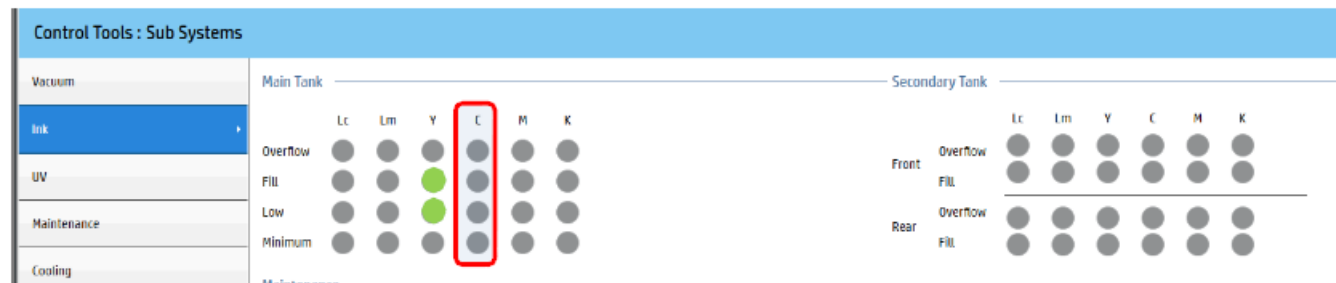 Control Tools : Sub Systems
Vacuum
Ink
UV
Maintenance
Cooling
Main Tank
Lc Lm Y C M K
Overflow
Fill
Low
Minimum
Maintenance
Secondary Tank
Lc Lm Y C M K
Front
Overflow
Fill
Rear
Overflow
Fill